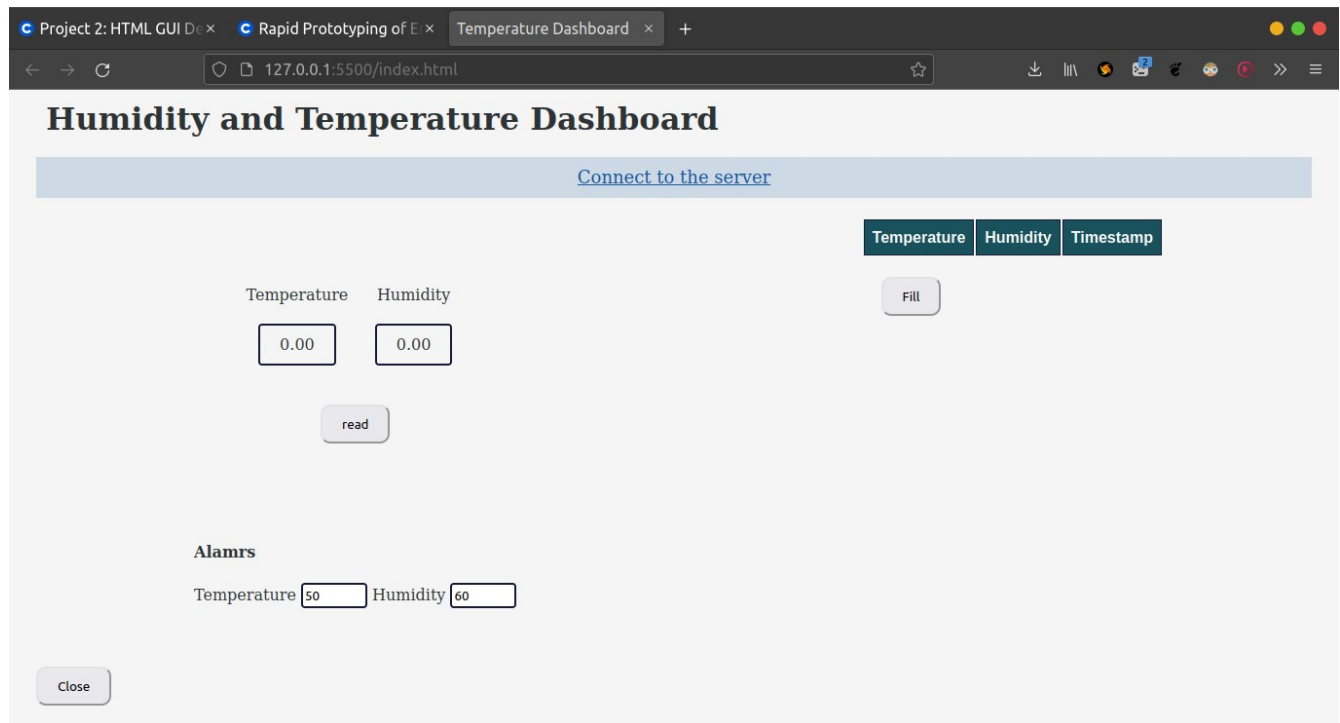 Project 2: HTML GUI De
Rapid Prototyping of E
Temperature Dashboard
127.0.0.1:5500/index.html
2
Humidity and Temperature Dashboard
Connect to the server
Temperature Humidity Timestamp
Temperature Humidity
Fill
0.00 0.00
read
Alamrs
Temperature 50 Humidity 60
Close